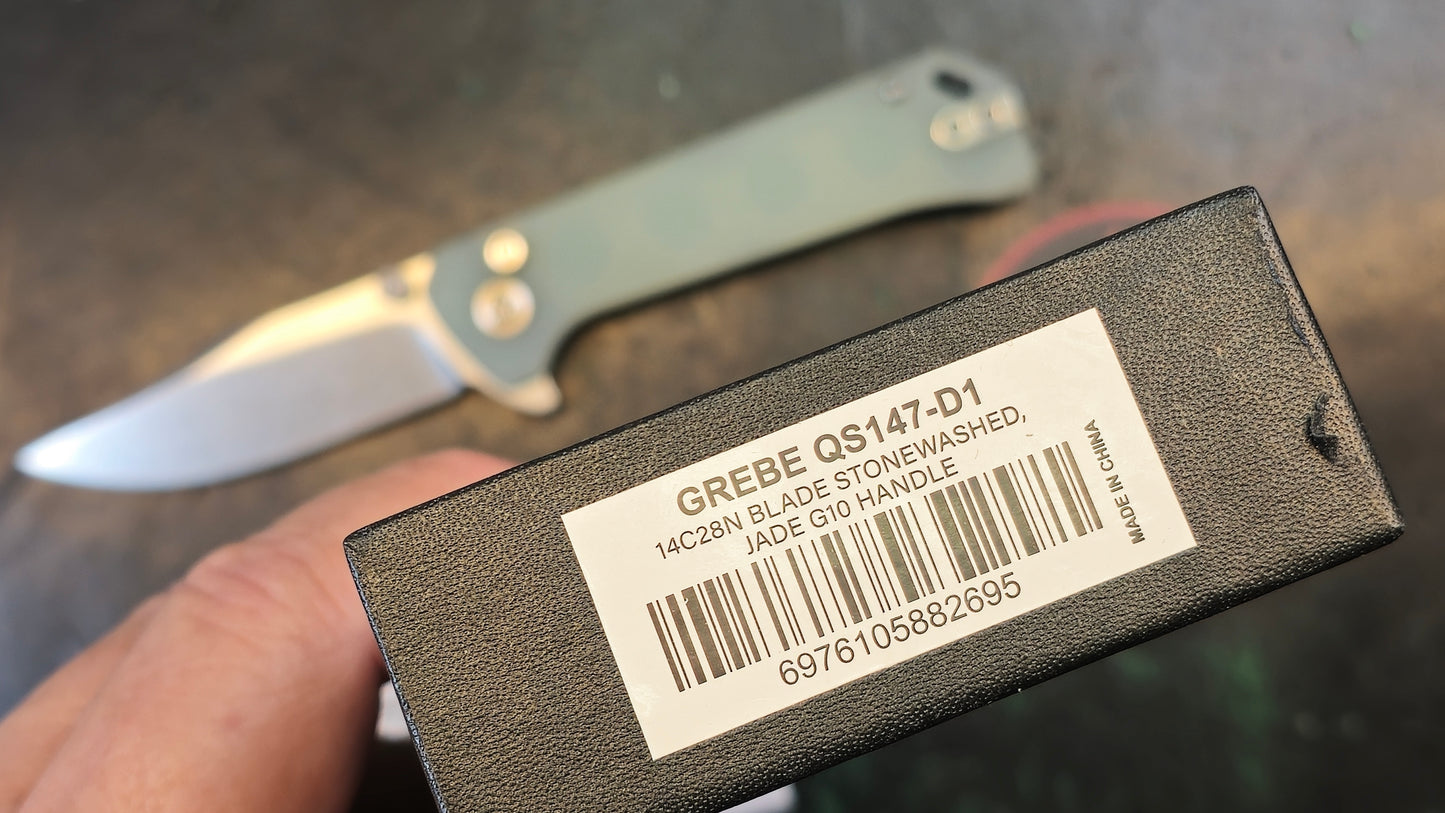 GREBE QS147-D1
14C28N BLADE STONEWASHED,
JADE G10 HANDLE
6976105882695
MADE IN CHINA